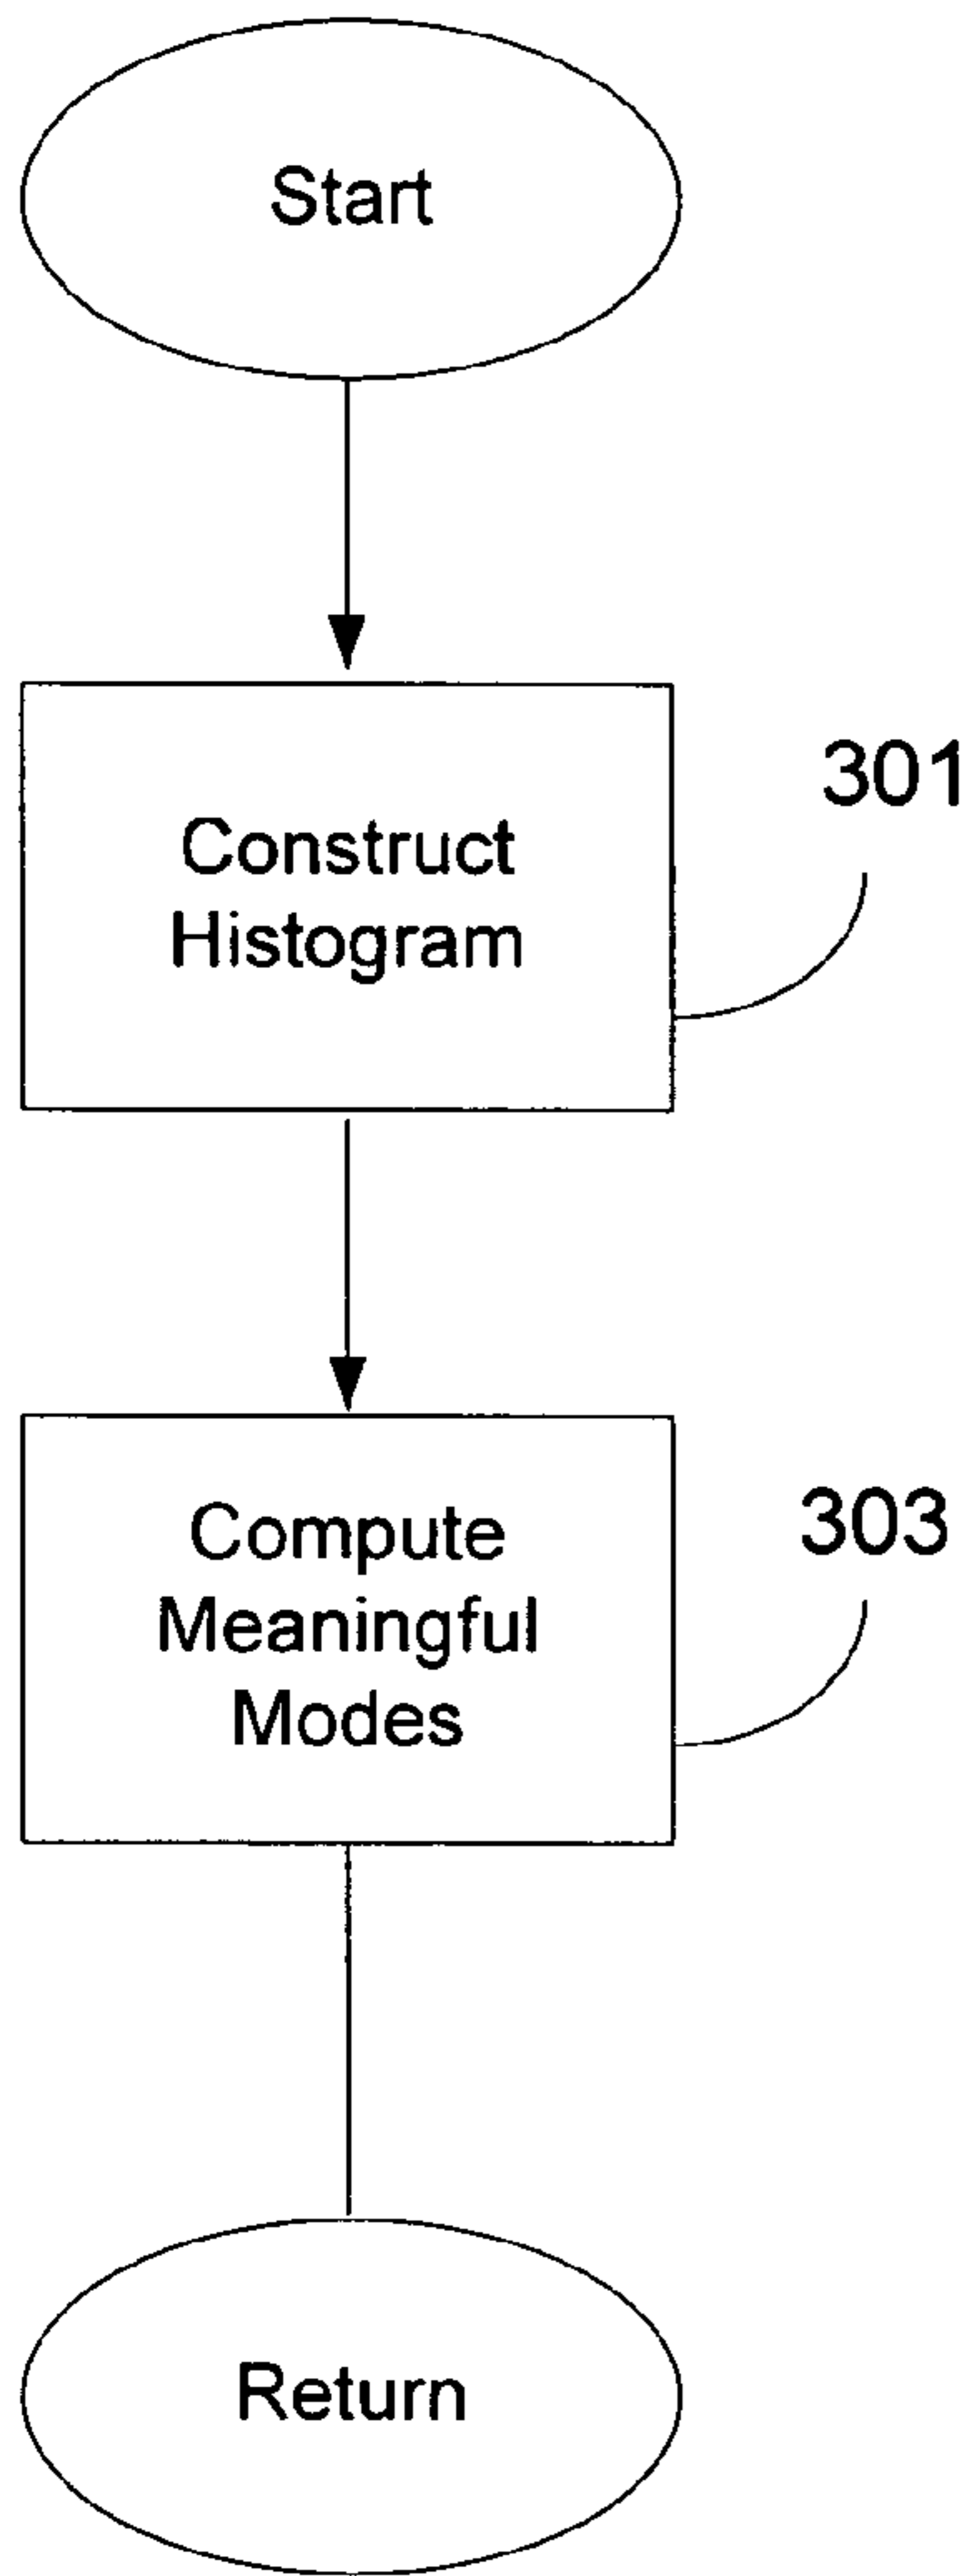 Start
Construct
Histogram
301
Compute
Meaningful
Modes
303
Return